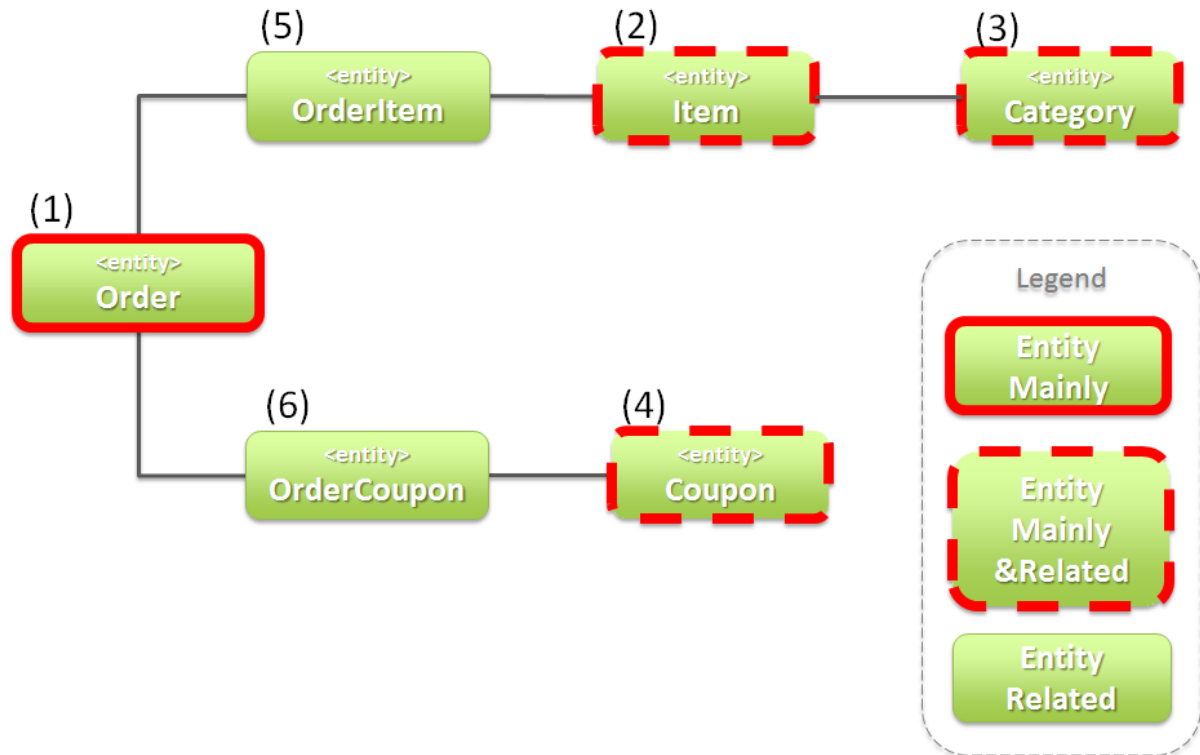 (5)
<entity>
OrderItem
(2)
<entity>
Item
(3)
<entity>
Category
(1)
<entity>
Order
(6)
<entity>
OrderCoupon
(4)
<entity>
Coupon
Legend
Entity
Mainly
Entity
Mainly
&Related
Entity
Related